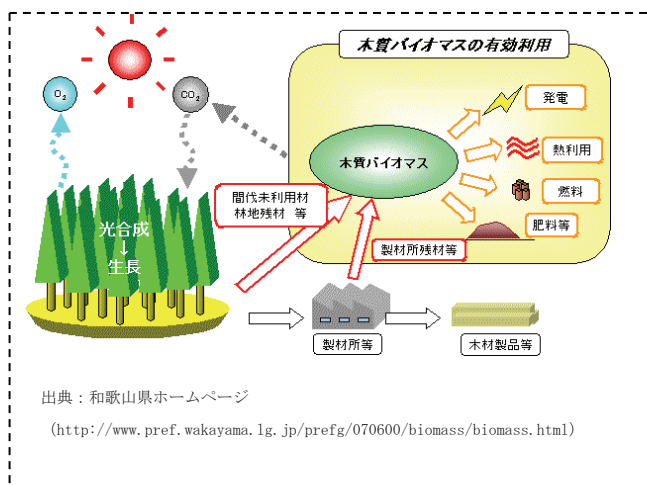 木質バイオマスの有効利用
O₂
CO₂
発電
木質バイオマス
熱利用
燃料
間伐未利用材
林地残材 等
肥料等
光合成
↓
生長
製材所残材等
製材所等
木材製品等
出典：和歌山県ホームページ
(http://www.pref.wakayama.lg.jp/prefg/070600/biomass/biomass.html)